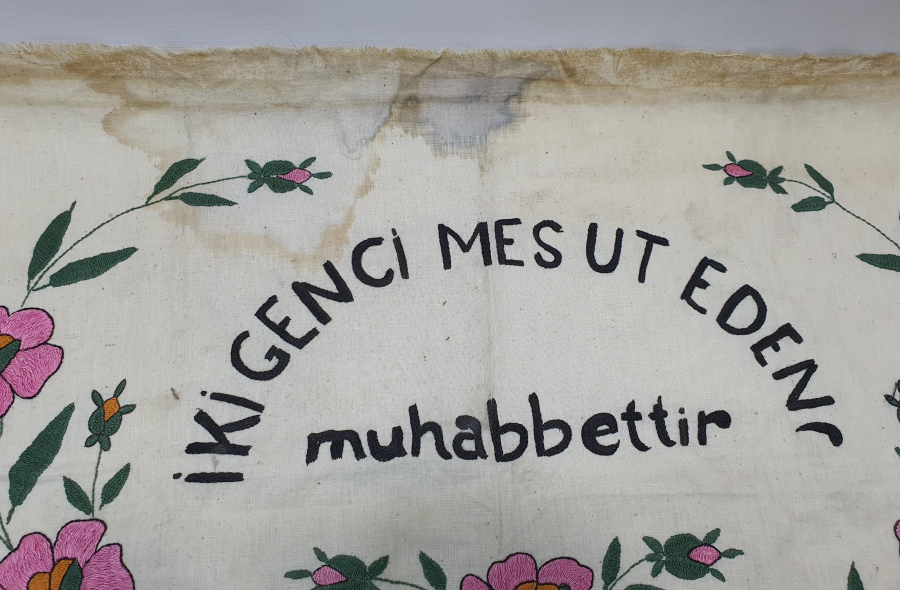 İKİ GENCİ MES UT EDEN,
muhabbettir